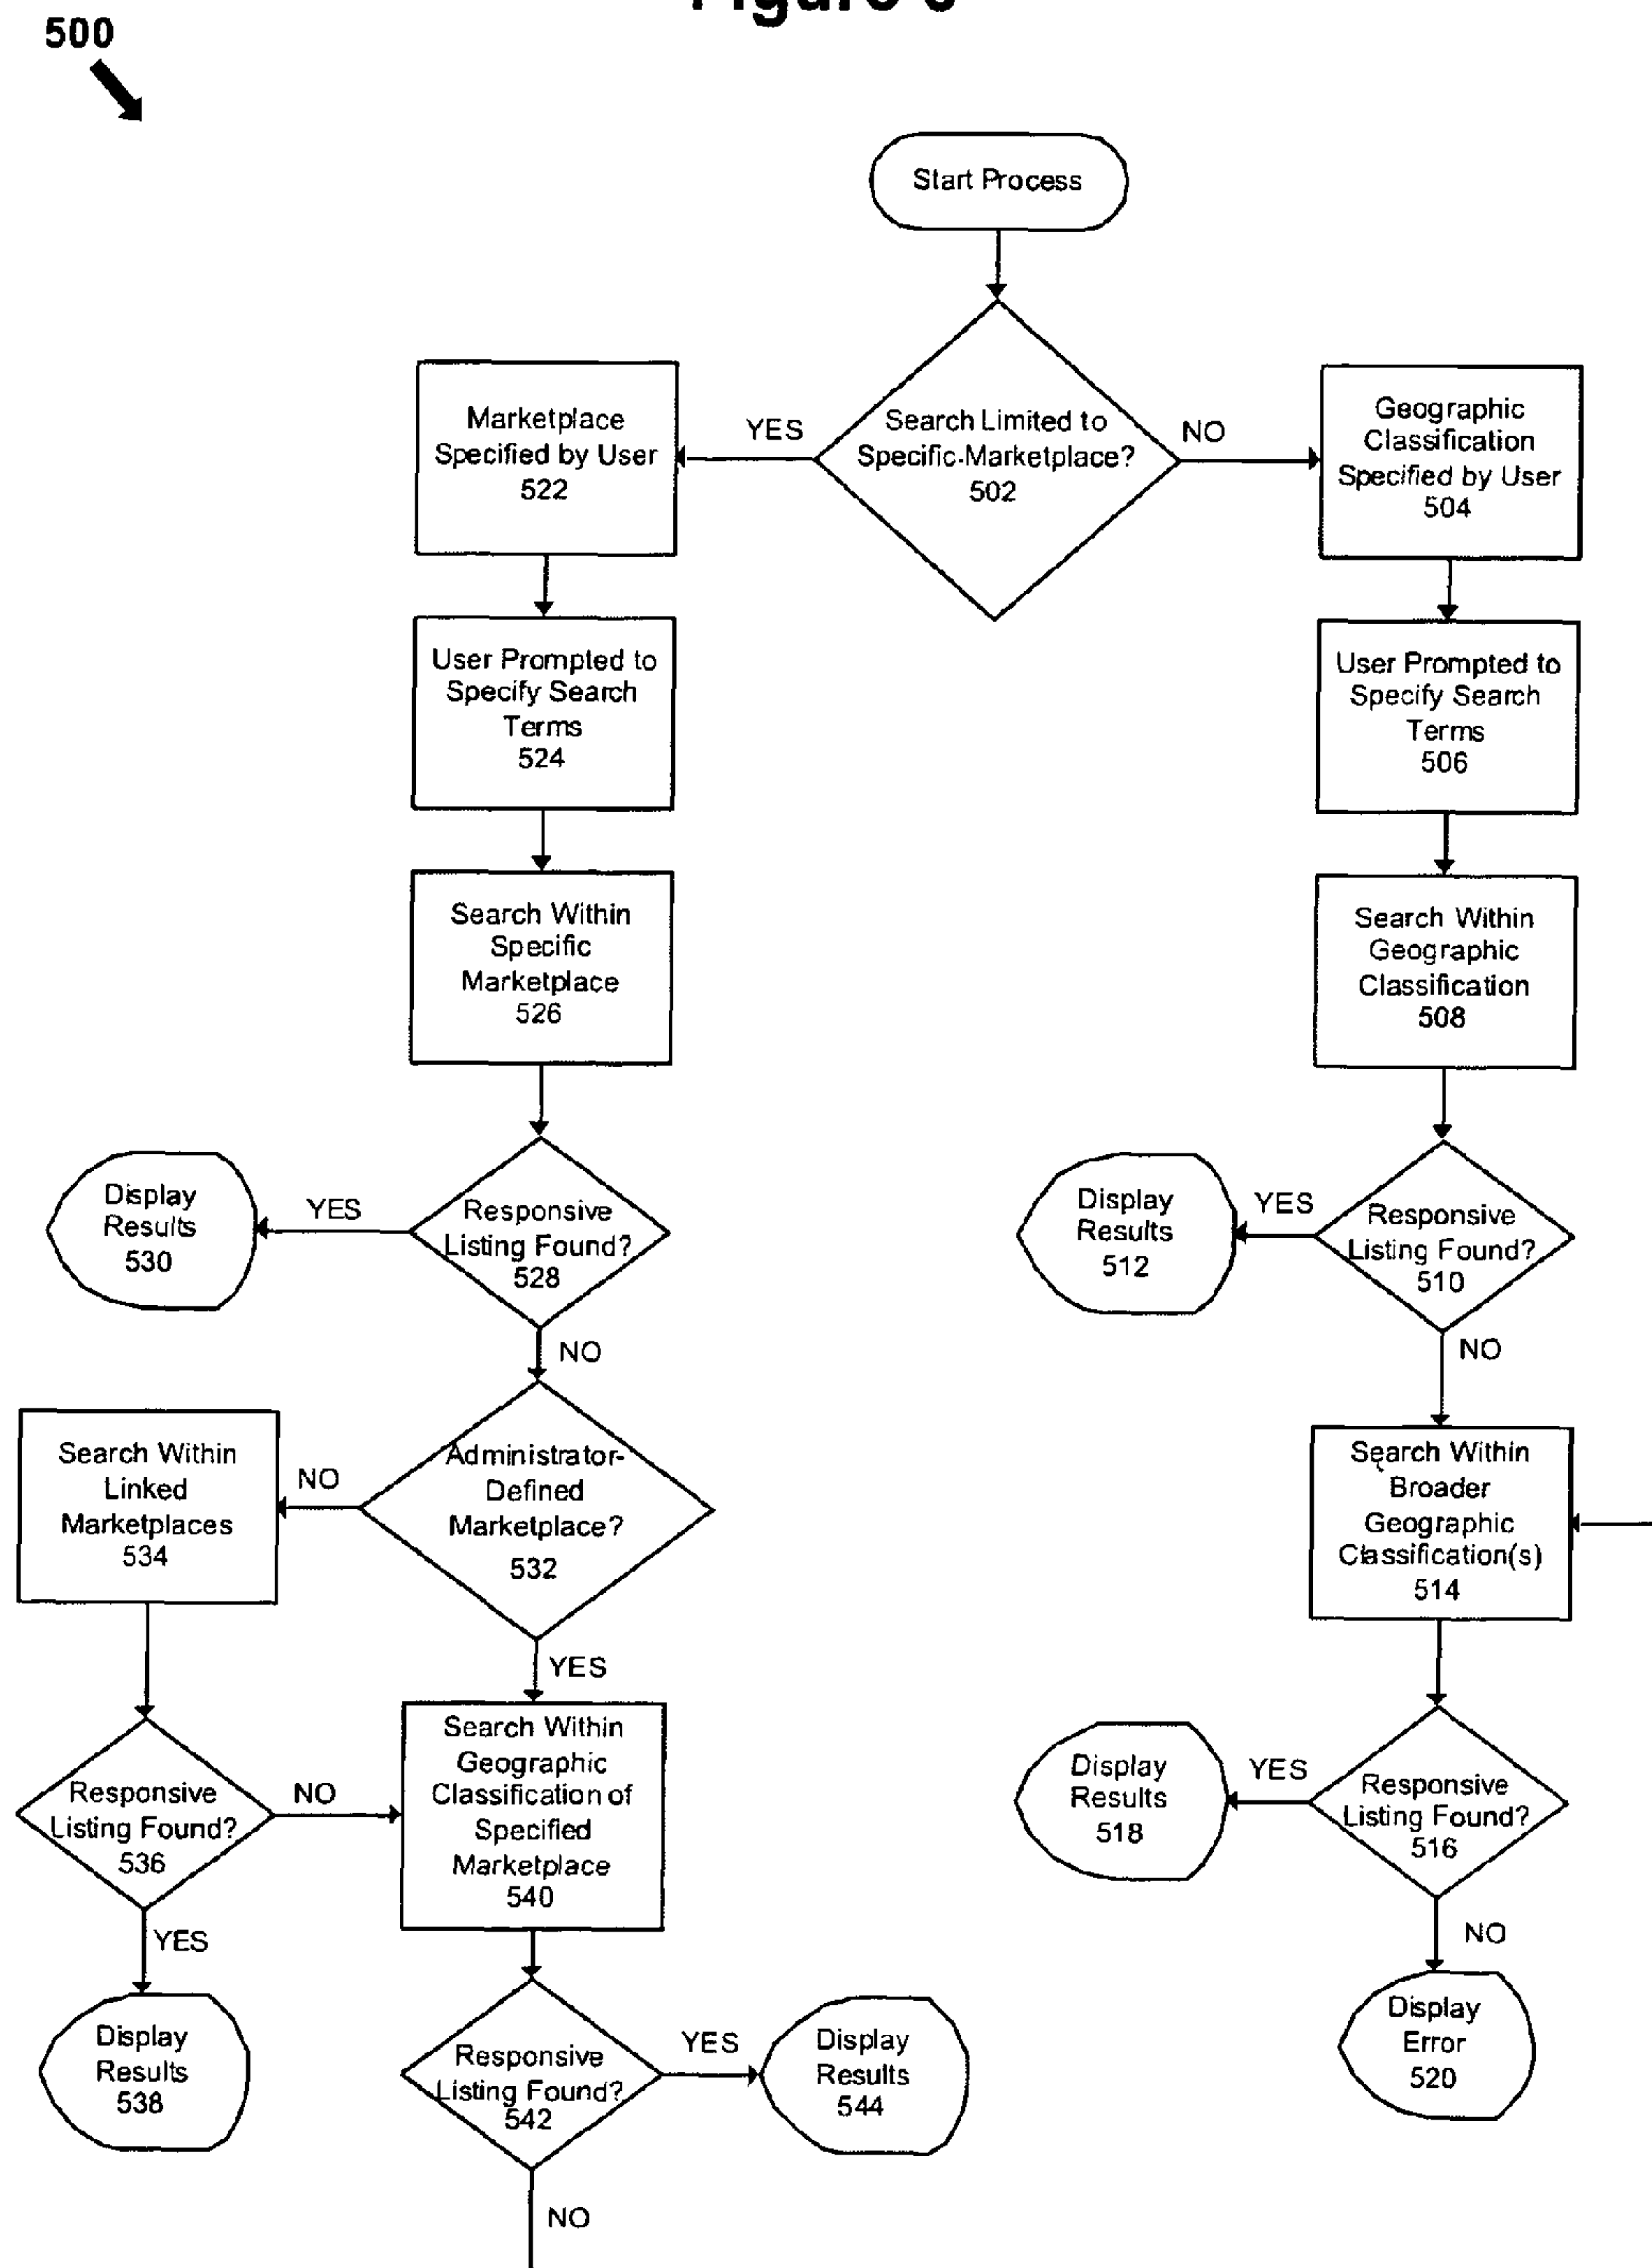 500
Start Process
Search Limited to
Specific-Marketplace?
502
YES
NO
Marketplace
Specified by User
522
User Prompted to
Specify Search
Terms
524
Search Within
Specific
Marketplace
526
Responsive
Listing Found?
528
YES
Display
Results
530
NO
Administrator-
Defined
Marketplace?
532
NO
Search Within
Linked
Marketplaces
534
Responsive
Listing Found?
536
YES
Display
Results
538
NO
YES
Search Within
Geographic
Classification of
Specified
Marketplace
540
Responsive
Listing Found?
542
YES
Display
Results
544
NO
Geographic
Classification
Specified by User
504
User Prompted to
Specify Search
Terms
506
Search Within
Geographic
Classification
508
Responsive
Listing Found?
510
YES
Display
Results
512
NO
Search Within
Broader
Geographic
Classification(s)
514
Responsive
Listing Found?
516
YES
Display
Results
518
NO
Display
Error
520